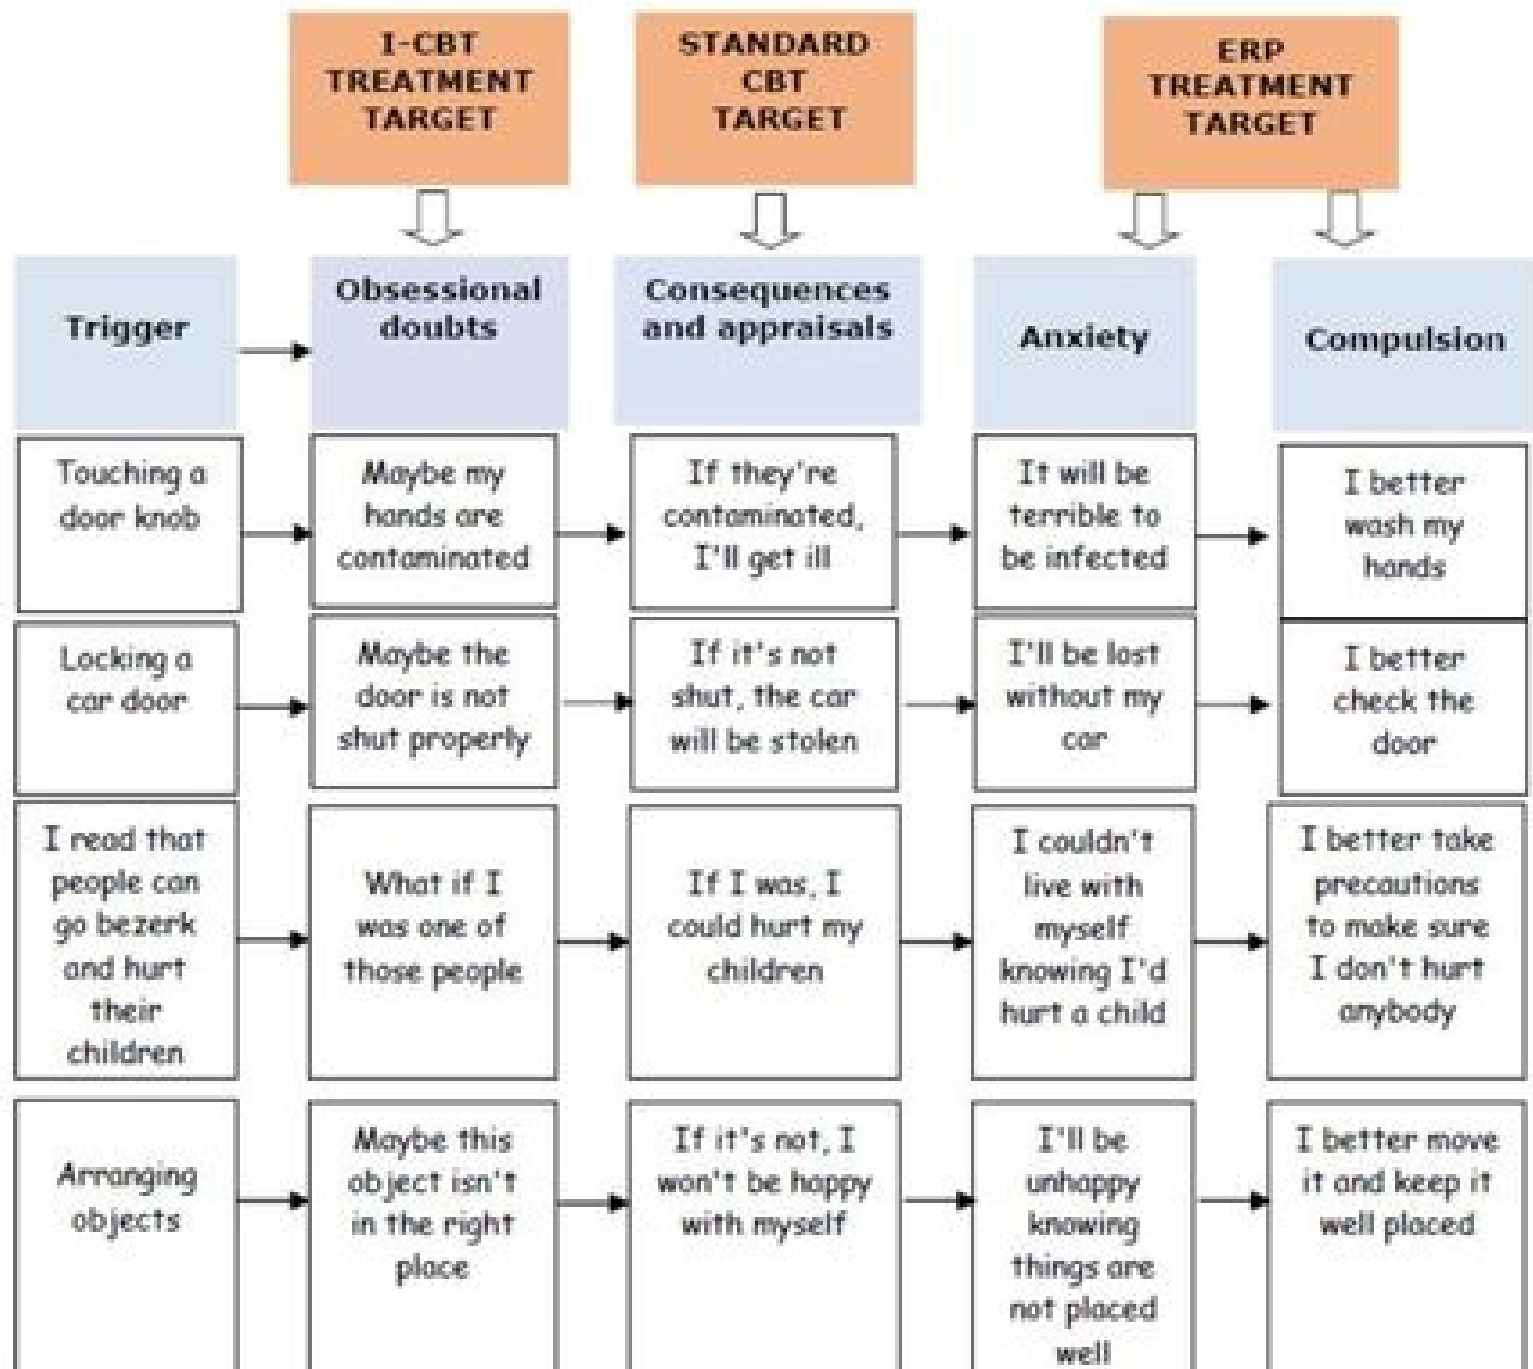 I-CBT
TREATMENT
TARGET
STANDARD
CBT
TARGET
ERP
TREATMENT
TARGET
Trigger
Obsessional
doubts
Consequences
and appraisals
Anxiety
Compulsion
Touching a
door knob
Maybe my
hands are
contaminated
If they're
contaminated,
I'll get ill
It will be
terrible to
be infected
I better
wash my
hands
Locking a
car door
Maybe the
door is not
shut properly
If it's not
shut, the car
will be stolen
I'll be lost
without my
car
I better
check the
door
I read that
people can
go bezerk
and hurt
their
children
What if I
was one of
those people
If I was, I
could hurt my
children
I couldn't
live with
myself
knowing I'd
hurt a child
I better take
precautions
to make sure
I don't hurt
anybody
Arranging
objects
Maybe this
object isn't
in the right
place
If it's not, I
won't be happy
with myself
I'll be
unhappy
knowing
things are
not placed
well
I better move
it and keep it
well placed